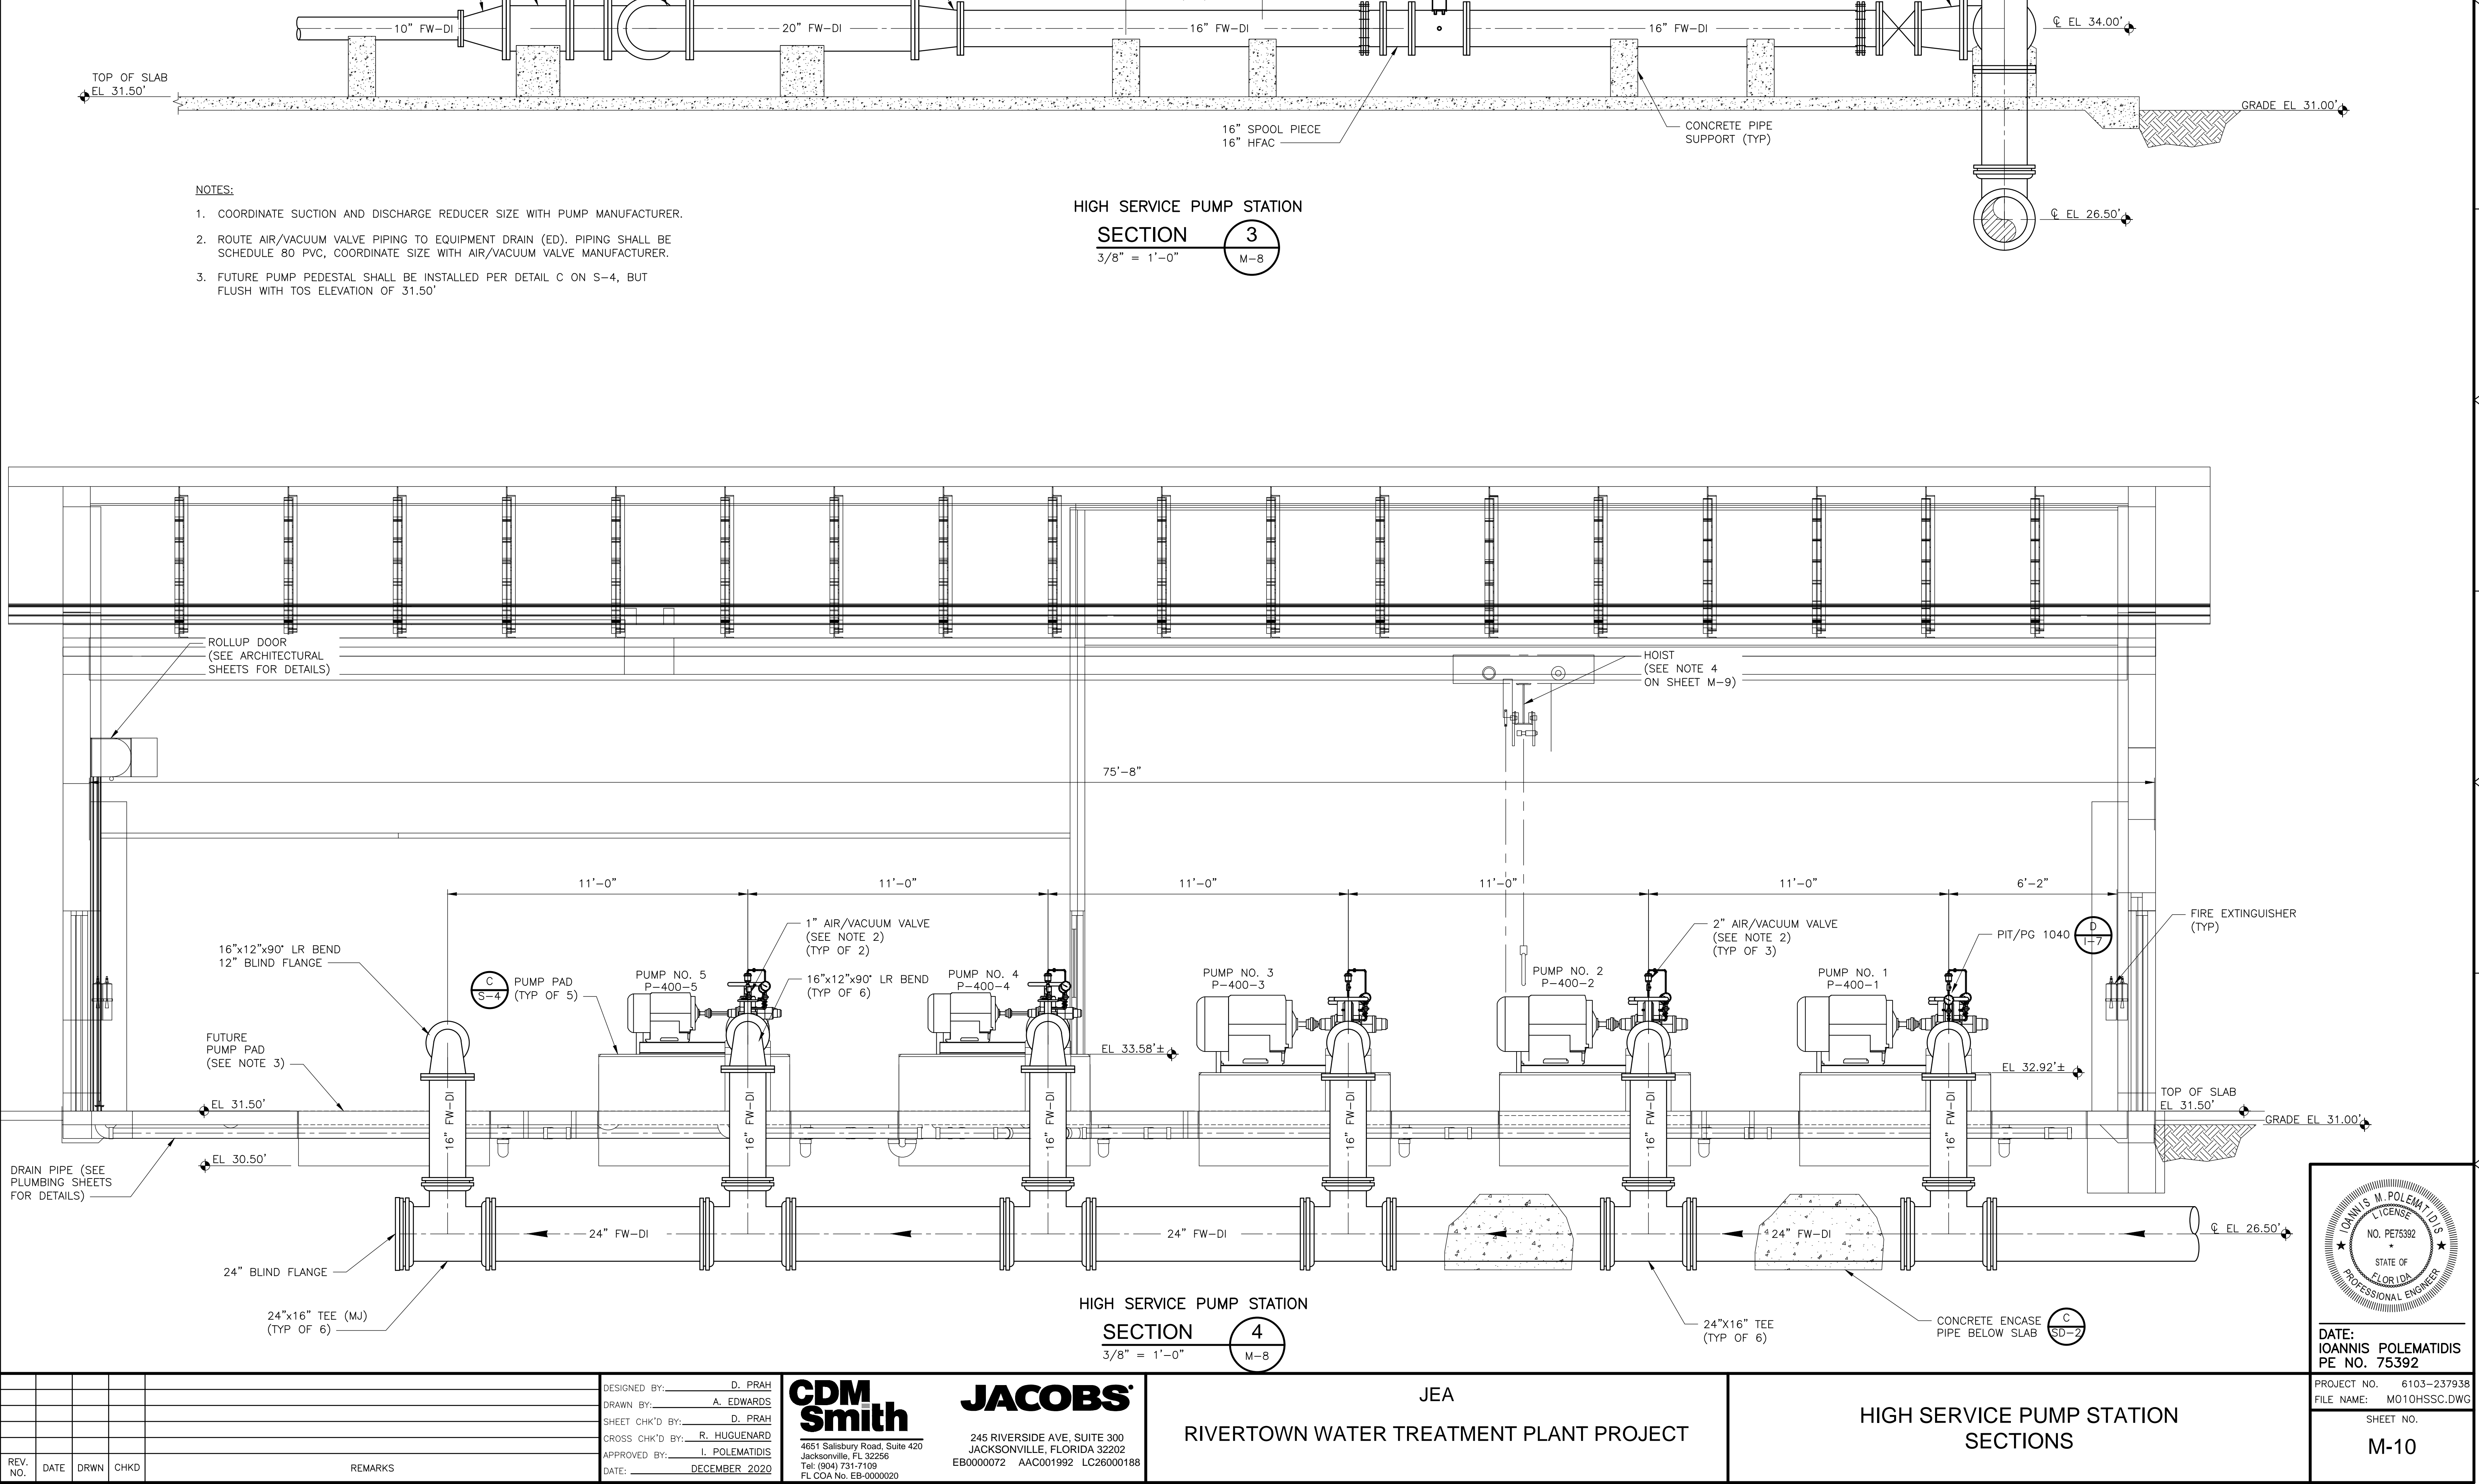 10" FW-DI
20" FW-DI
16" FW-DI
16" FW-DI
℄ EL 34.00'
TOP OF SLAB
EL 31.50'
GRADE EL 31.00'
16" SPOOL PIECE
16" HFAC
CONCRETE PIPE
SUPPORT (TYP)
℄ EL 26.50'
NOTES:
1. COORDINATE SUCTION AND DISCHARGE REDUCER SIZE WITH PUMP MANUFACTURER.
2. ROUTE AIR/VACUUM VALVE PIPING TO EQUIPMENT DRAIN (ED). PIPING SHALL BE
SCHEDULE 80 PVC, COORDINATE SIZE WITH AIR/VACUUM VALVE MANUFACTURER.
3. FUTURE PUMP PEDESTAL SHALL BE INSTALLED PER DETAIL C ON S-4, BUT
FLUSH WITH TOS ELEVATION OF 31.50'
HIGH SERVICE PUMP STATION
SECTION 3
3/8" = 1'-0" M-8
ROLLUP DOOR
(SEE ARCHITECTURAL
SHEETS FOR DETAILS)
HOIST
(SEE NOTE 4
ON SHEET M-9)
75'-8"
11'-0" 11'-0" 11'-0" 11'-0" 11'-0" 6'-2"
16"x12"x90° LR BEND
12" BLIND FLANGE
C
S-4
PUMP PAD
(TYP OF 5)
PUMP NO. 5
P-400-5
1" AIR/VACUUM VALVE
(SEE NOTE 2)
(TYP OF 2)
16"x12"x90° LR BEND
(TYP OF 6)
PUMP NO. 4
P-400-4
PUMP NO. 3
P-400-3
PUMP NO. 2
P-400-2
2" AIR/VACUUM VALVE
(SEE NOTE 2)
(TYP OF 3)
PUMP NO. 1
P-400-1
PIT/PG 1040
D
I-7
FIRE EXTINGUISHER
(TYP)
FUTURE
PUMP PAD
(SEE NOTE 3)
EL 33.58'±
EL 32.92'±
EL 31.50'
TOP OF SLAB
EL 31.50'
GRADE EL 31.00'
16" FW-DI
16" FW-DI
16" FW-DI
16" FW-DI
16" FW-DI
16" FW-DI
EL 30.50'
DRAIN PIPE (SEE
PLUMBING SHEETS
FOR DETAILS)
24" FW-DI
24" FW-DI
24" FW-DI
℄ EL 26.50'
24" BLIND FLANGE
24"x16" TEE (MJ)
(TYP OF 6)
24"X16" TEE
(TYP OF 6)
CONCRETE ENCASE
PIPE BELOW SLAB
C
SD-2
HIGH SERVICE PUMP STATION
SECTION 4
3/8" = 1'-0" M-8
IOANNIS M. POLEMATIDIS
LICENSE
NO. PE75392
STATE OF
FLORIDA
PROFESSIONAL ENGINEER
DATE:
IOANNIS POLEMATIDIS
PE NO. 75392
REV. NO. DATE DRWN CHKD REMARKS
DESIGNED BY: D. PRAH
DRAWN BY: A. EDWARDS
SHEET CHK'D BY: D. PRAH
CROSS CHK'D BY: R. HUGUENARD
APPROVED BY: I. POLEMATIDIS
DATE: DECEMBER 2020
CDM
Smith
4651 Salisbury Road, Suite 420
Jacksonville, FL 32256
Tel: (904) 731-7109
FL COA No. EB-0000020
JACOBS
245 RIVERSIDE AVE, SUITE 300
JACKSONVILLE, FLORIDA 32202
EB0000072 AAC001992 LC26000188
JEA
RIVERTOWN WATER TREATMENT PLANT PROJECT
HIGH SERVICE PUMP STATION
SECTIONS
PROJECT NO. 6103-237938
FILE NAME: M010HSSC.DWG
SHEET NO.
M-10